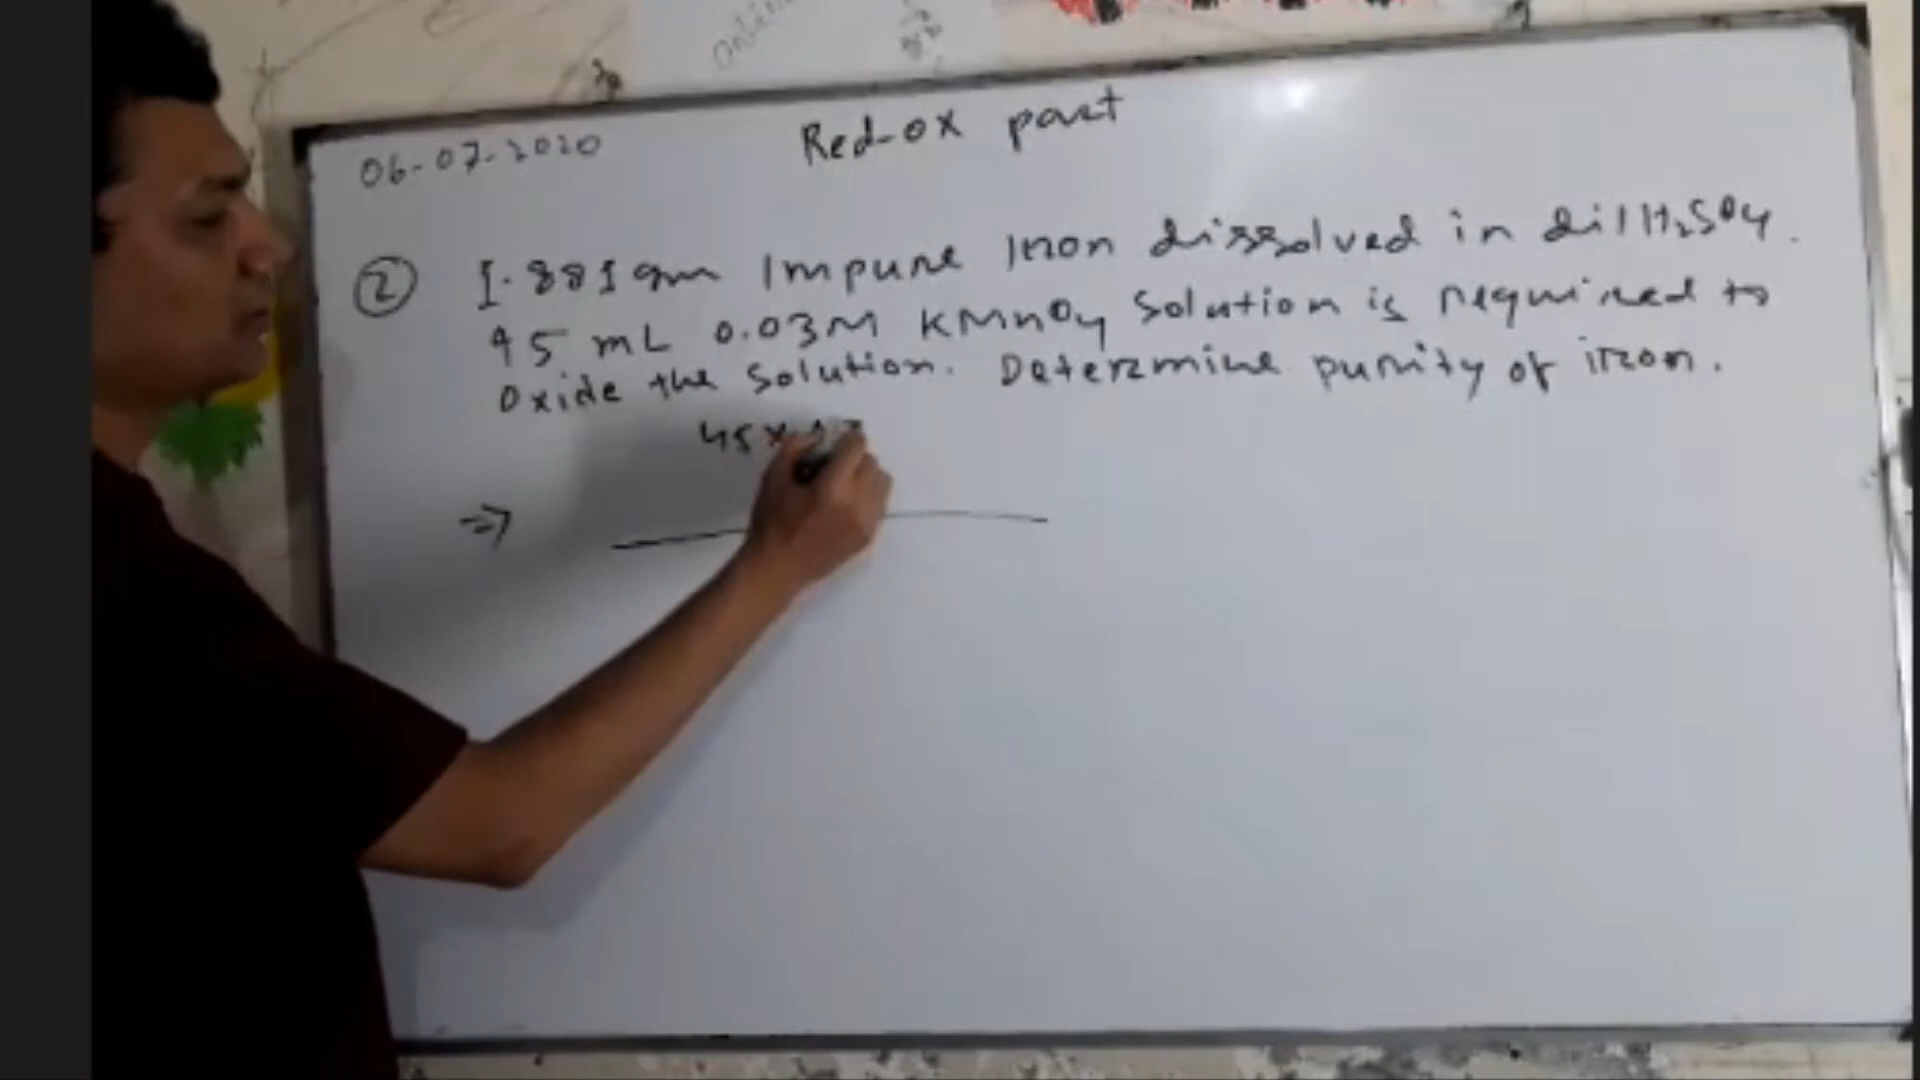 06-07-2020
Red-ox part
② 1.881 gm Impure Iron dissolved in dil H₂SO₄.
45 mL 0.03M KMnO₄ Solution is required to
Oxide the solution. Determine purity of iron.
45×
⇒